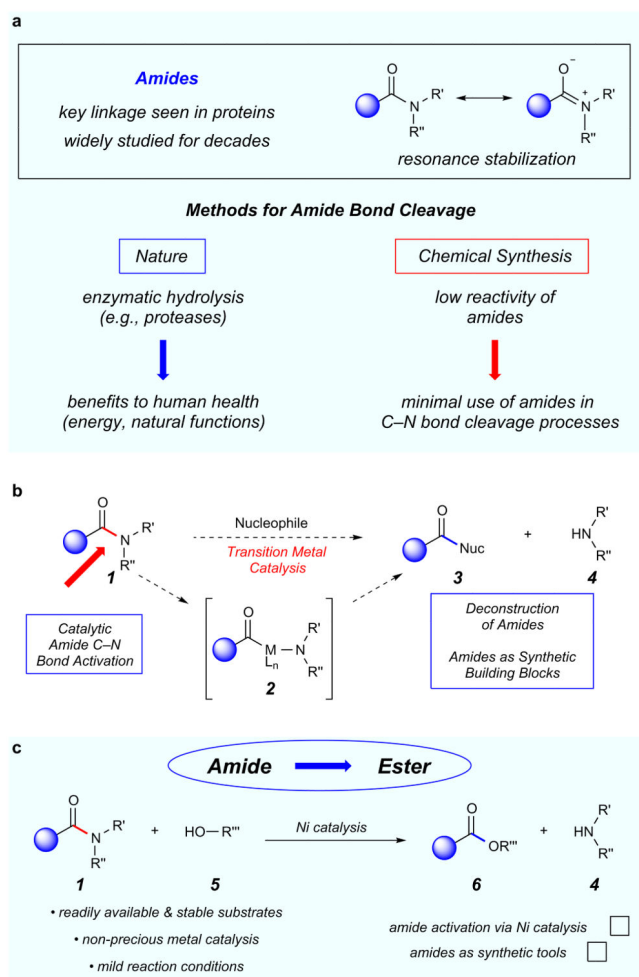 a
Amides
key linkage seen in proteins
widely studied for decades
O
N
R'
R"
O−
N+
R'
R"
resonance stabilization
Methods for Amide Bond Cleavage
Nature
Chemical Synthesis
enzymatic hydrolysis
(e.g., proteases)
low reactivity of
amides
benefits to human health
(energy, natural functions)
minimal use of amides in
C–N bond cleavage processes
b
O
N
R'
R"
1
Nucleophile
Transition Metal
Catalysis
O
Nuc
3
+
HN
R'
R"
4
Catalytic
Amide C–N
Bond Activation
O
M
Ln
N
R'
R"
2
Deconstruction
of Amides
Amides as Synthetic
Building Blocks
c
Amide
Ester
O
N
R'
R"
1
+
HO–R'''
5
Ni catalysis
O
OR'''
6
+
HN
R'
R"
4
• readily available & stable substrates
• non-precious metal catalysis
• mild reaction conditions
amide activation via Ni catalysis
amides as synthetic tools